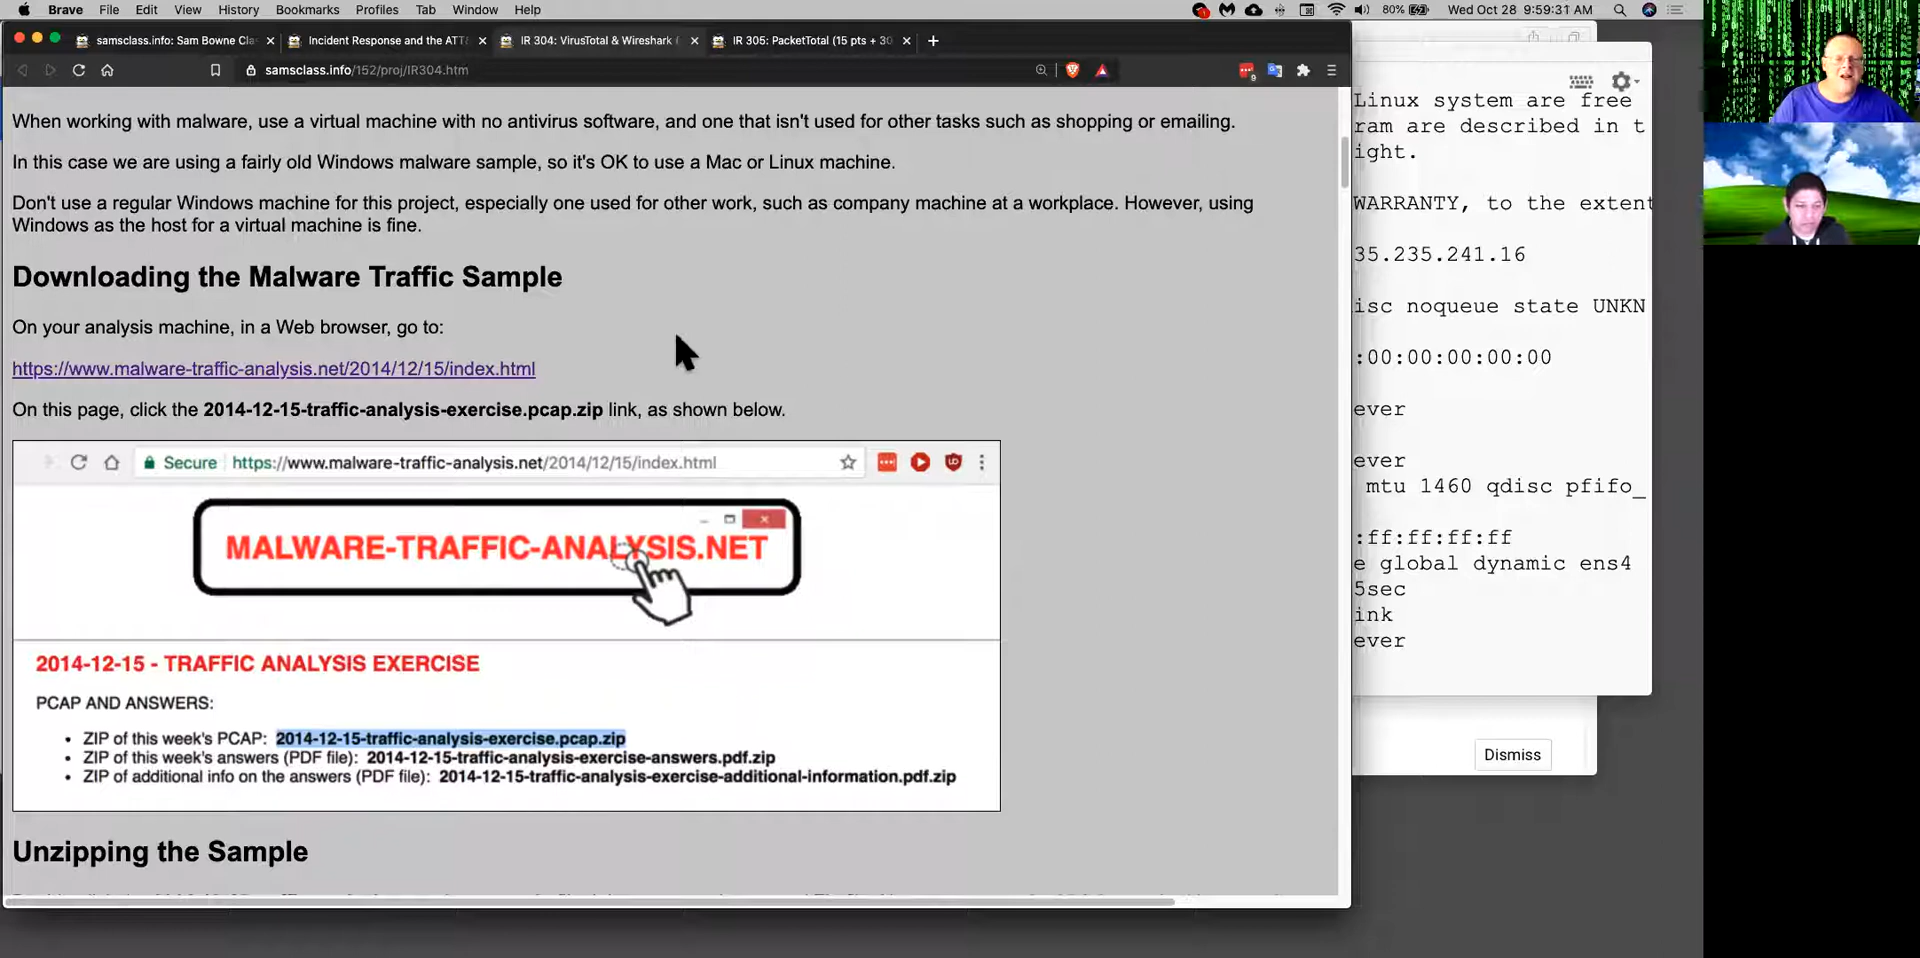 Brave File Edit View History Bookmarks Profiles Tab Window Help
80% Wed Oct 28 9:59:31 AM
samsclass.info: Sam Bowne Cla
Incident Response and the ATT&
IR 304: VirusTotal & Wireshark (
IR 305: PacketTotal (15 pts + 30
samsclass.info/152/proj/IR304.htm
When working with malware, use a virtual machine with no antivirus software, and one that isn't used for other tasks such as shopping or emailing.
In this case we are using a fairly old Windows malware sample, so it's OK to use a Mac or Linux machine.
Don't use a regular Windows machine for this project, especially one used for other work, such as company machine at a workplace. However, using
Windows as the host for a virtual machine is fine.
Downloading the Malware Traffic Sample
On your analysis machine, in a Web browser, go to:
https://www.malware-traffic-analysis.net/2014/12/15/index.html
On this page, click the 2014-12-15-traffic-analysis-exercise.pcap.zip link, as shown below.
Secure https://www.malware-traffic-analysis.net/2014/12/15/index.html
MALWARE-TRAFFIC-ANALYSIS.NET
2014-12-15 - TRAFFIC ANALYSIS EXERCISE
PCAP AND ANSWERS:
• ZIP of this week's PCAP: 2014-12-15-traffic-analysis-exercise.pcap.zip
• ZIP of this week's answers (PDF file): 2014-12-15-traffic-analysis-exercise-answers.pdf.zip
• ZIP of additional info on the answers (PDF file): 2014-12-15-traffic-analysis-exercise-additional-information.pdf.zip
Unzipping the Sample
Linux system are free
ram are described in t
ight.
WARRANTY, to the extent
35.235.241.16
isc noqueue state UNKN
:00:00:00:00:00
ever
ever
mtu 1460 qdisc pfifo_
:ff:ff:ff:ff
e global dynamic ens4
5sec
ink
ever
Dismiss